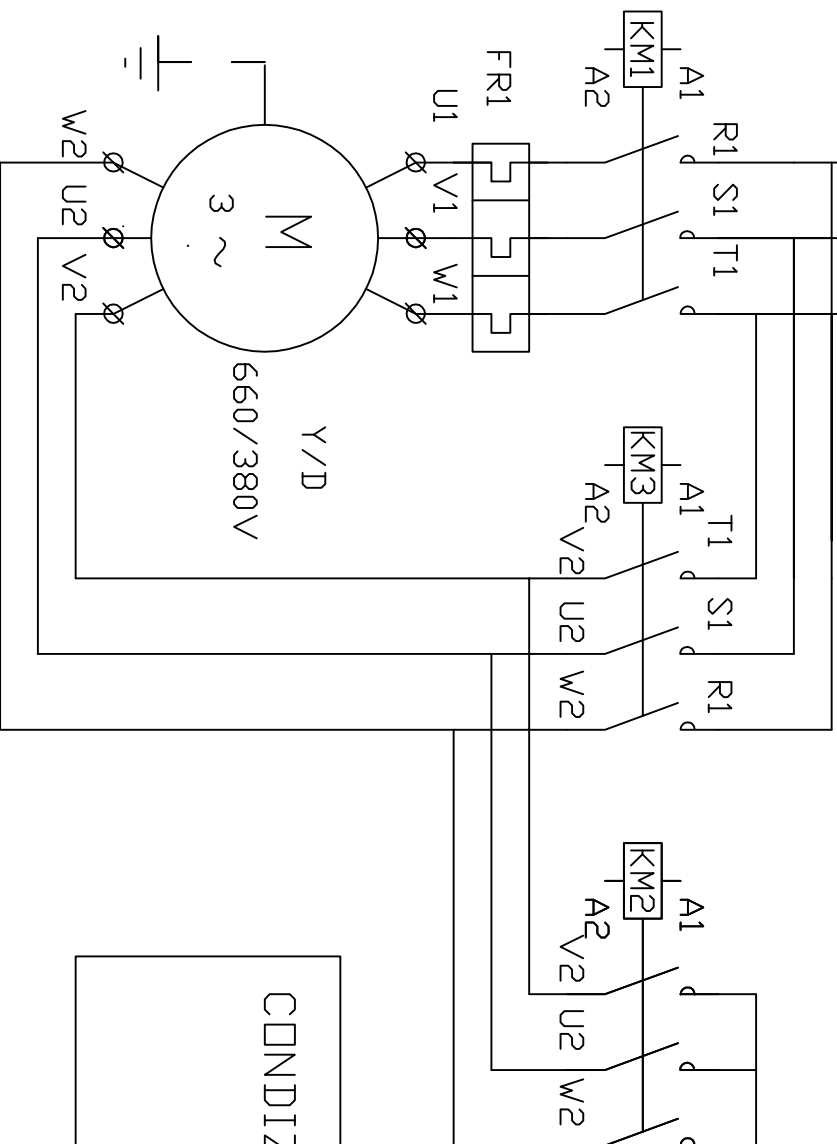 KM1
A1
A2
FR1
R1
S1
T1
U1
V1
W1
W2
U2
V2
M
3 ~
Y/D
660/380V
KM3
A1
A2
T1
S1
R1
V2
U2
W2
KM2
A1
A2
V2
U2
W2
CONDIZ